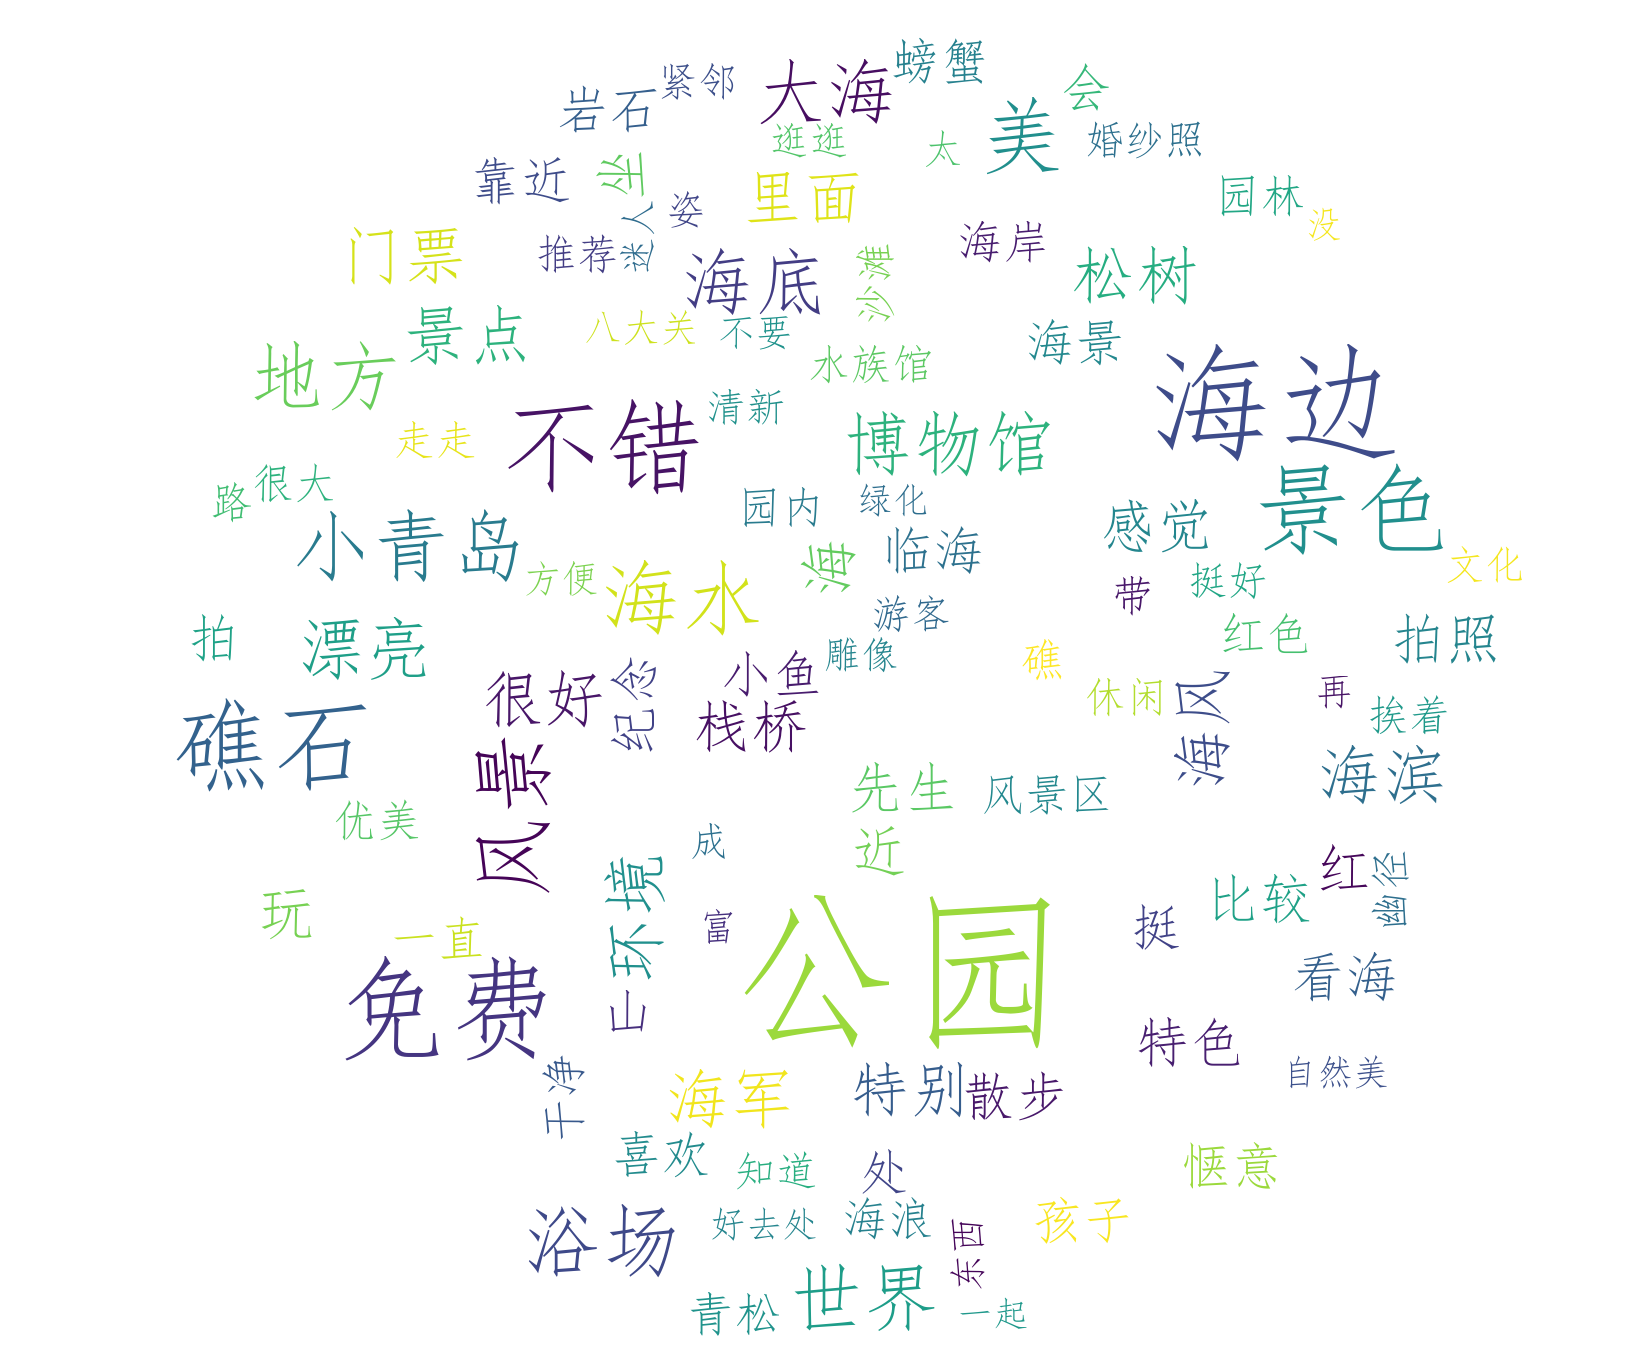 螃蟹
大海
紧邻
会
岩石
美
婚纱照
逛逛
太
靠近
坐
里面
园林
姿
没
迷人
海岸
门票
推荐
海底
沙滩
松树
景点
八大关
不要
海景
地方
水族馆
海边
清新
不错
走走
博物馆
很大
路
园内
绿化
景色
小青岛
感觉
临海
海
文化
方便
海水
挺好
带
游客
拍
漂亮
红色
拍照
雕像
礁
小鱼
很好
纪念
休闲
再
栈桥
海风
挨着
礁石
风景
海滨
先生
风景区
优美
成
近
红
幽径
环境
比较
玩
富
挺
一直
公园
看海
免费
特色
干净
自然美
海军
特别
散步
喜欢
知道
处
惬意
浴场
好去处
海浪
孩子
东西
世界
青松
一起